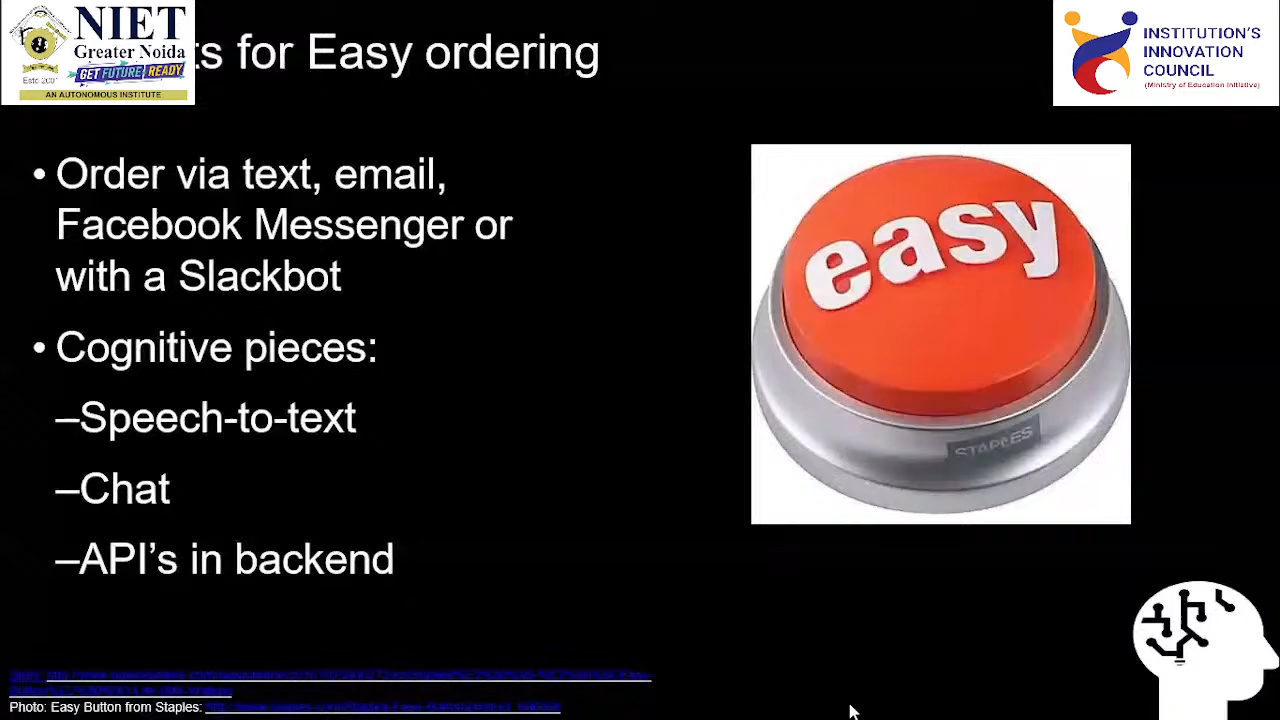 NIET
Greater Noida
GET FUTURE READY
AN AUTONOMOUS INSTITUTE
ts for Easy ordering
INSTITUTION'S
INNOVATION
COUNCIL
(Ministry of Education Initiative)
• Order via text, email,
Facebook Messenger or
with a Slackbot
• Cognitive pieces:
–Speech-to-text
–Chat
–API's in backend
easy
STAPLES
Photo: Easy Button from Staples: